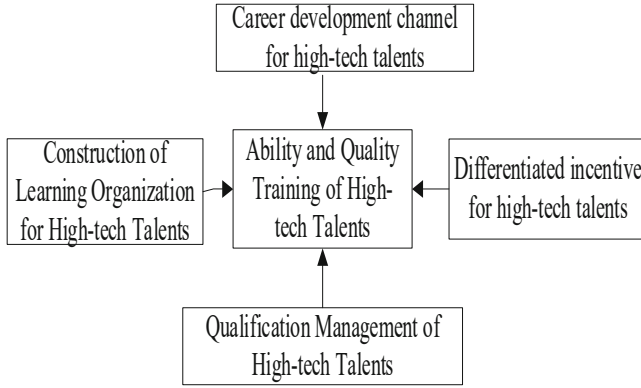 Career development channel
for high-tech talents
Construction of
Learning Organization
for High-tech Talents
Ability and Quality
Training of High-
tech Talents
Differentiated incentive
for high-tech talents
Qualification Management of
High-tech Talents